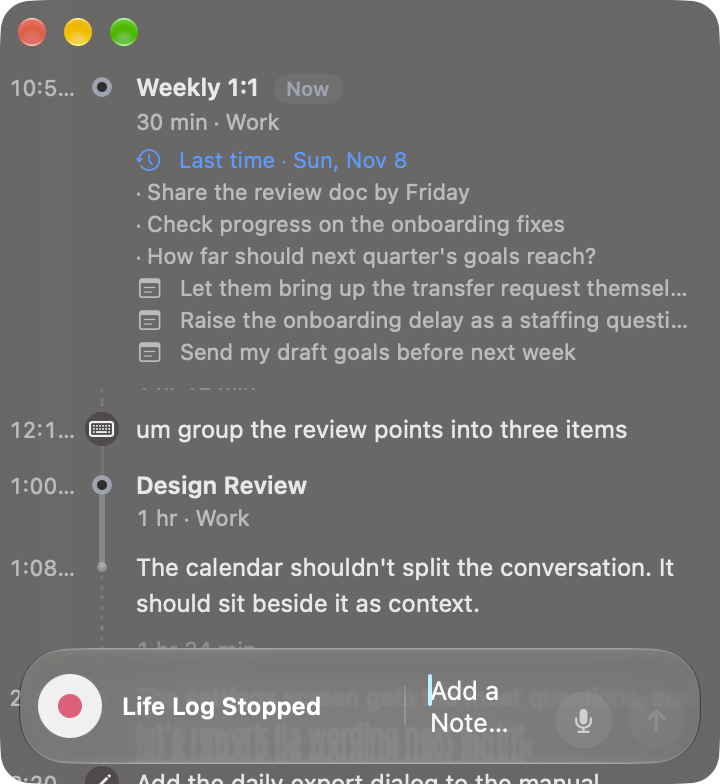 10:5...
Weekly 1:1 Now
30 min · Work
Last time · Sun, Nov 8
· Share the review doc by Friday
· Check progress on the onboarding fixes
· How far should next quarter's goals reach?
Let them bring up the transfer request themsel...
Raise the onboarding delay as a staffing questi...
Send my draft goals before next week
12:1...
um group the review points into three items
1:00...
Design Review
1 hr · Work
1:08...
The calendar shouldn't split the conversation. It
should sit beside it as context.
1 hr 34 min
Life Log Stopped
Add a
Note...
Add the daily export dialog to the manual